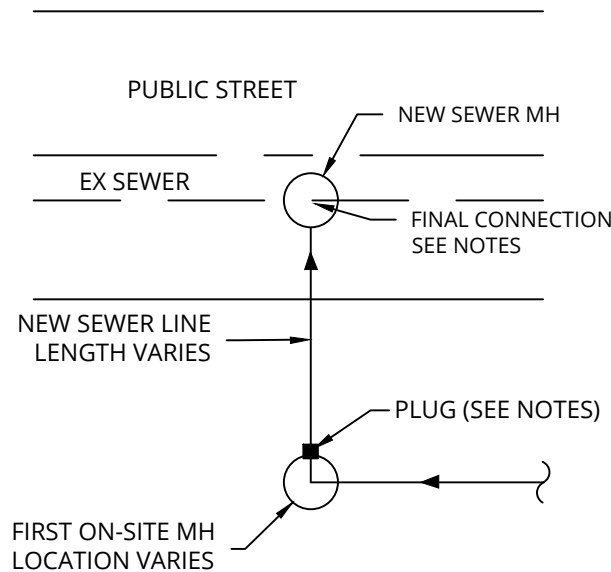 PUBLIC STREET
NEW SEWER MH
EX SEWER
FINAL CONNECTION
SEE NOTES
NEW SEWER LINE
LENGTH VARIES
PLUG (SEE NOTES)
FIRST ON-SITE MH
LOCATION VARIES